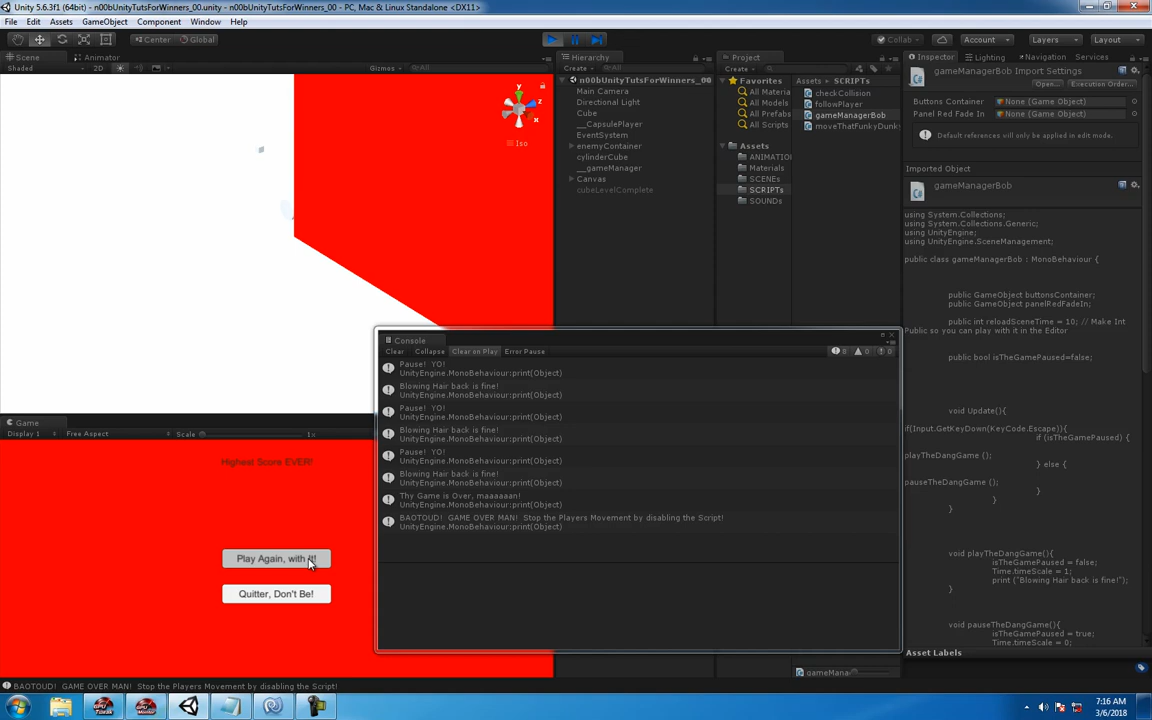 Unity 5.6.3f1 (64bit) - n00bUnityTutsForWinners_00.unity - n00bUnityTutsForWinners_00 - PC, Mac & Linux Standalone <DX11>
File Edit Assets GameObject Component Window Help
Center Global Collab Account Layers Layout
Scene Animator
Shaded 2D Gizmos All
Iso
Hierarchy
Create All
n00bUnityTutsForWinners_00
Main Camera
Directional Light
Cube
__CapsulePlayer
EventSystem
enemyContainer
cylinderCube
__gameManager
Canvas
cubeLevelComplete
Project
Create
Favorites
All Materia
All Models
All Prefabs
All Scripts
Assets
ANIMATIO
Materials
SCENEs
SCRIPTs
SOUNDs
Assets SCRIPTS
checkCollision
followPlayer
gameManagerBob
moveThatFunkyDunky
gameMana
Inspector Lighting Navigation Services
gameManagerBob Import Settings
Open... Execution Order...
Buttons Container None (Game Object)
Panel Red Fade In None (Game Object)
Default references will only be applied in edit mode.
Imported Object
gameManagerBob
using System.Collections;
using System.Collections.Generic;
using UnityEngine;
using UnityEngine.SceneManagement;
public class gameManagerBob : MonoBehaviour {
public GameObject buttonsContainer;
public GameObject panelRedFadeIn;
public int reloadSceneTime = 10; // Make Int
Public so you can play with it in the Editor
public bool isTheGamePaused=false;
void Update(){
if(Input.GetKeyDown(KeyCode.Escape)){
if (isTheGamePaused) {
playTheDangGame ();
} else {
pauseTheDangGame ();
}
}
}
void playTheDangGame(){
isTheGamePaused = false;
Time.timeScale = 1;
print ("Blowing Hair back is fine!");
}
void pauseTheDangGame(){
isTheGamePaused = true;
Time.timeScale = 0;
Asset Labels
Console
Clear Collapse Clear on Play Error Pause 8 0 0
Pause! YO!
UnityEngine.MonoBehaviour:print(Object)
Blowing Hair back is fine!
UnityEngine.MonoBehaviour:print(Object)
Pause! YO!
UnityEngine.MonoBehaviour:print(Object)
Blowing Hair back is fine!
UnityEngine.MonoBehaviour:print(Object)
Pause! YO!
UnityEngine.MonoBehaviour:print(Object)
Blowing Hair back is fine!
UnityEngine.MonoBehaviour:print(Object)
Thy Game is Over, maaaaaan!
UnityEngine.MonoBehaviour:print(Object)
BAOTOUD! GAME OVER MAN! Stop the Players Movement by disabling the Script!
UnityEngine.MonoBehaviour:print(Object)
Game
Display 1 Free Aspect Scale 1x
Highest Score EVER!
Play Again, with It!
Quitter, Don't Be!
BAOTOUD! GAME OVER MAN! Stop the Players Movement by disabling the Script!
7:16 AM
3/6/2018